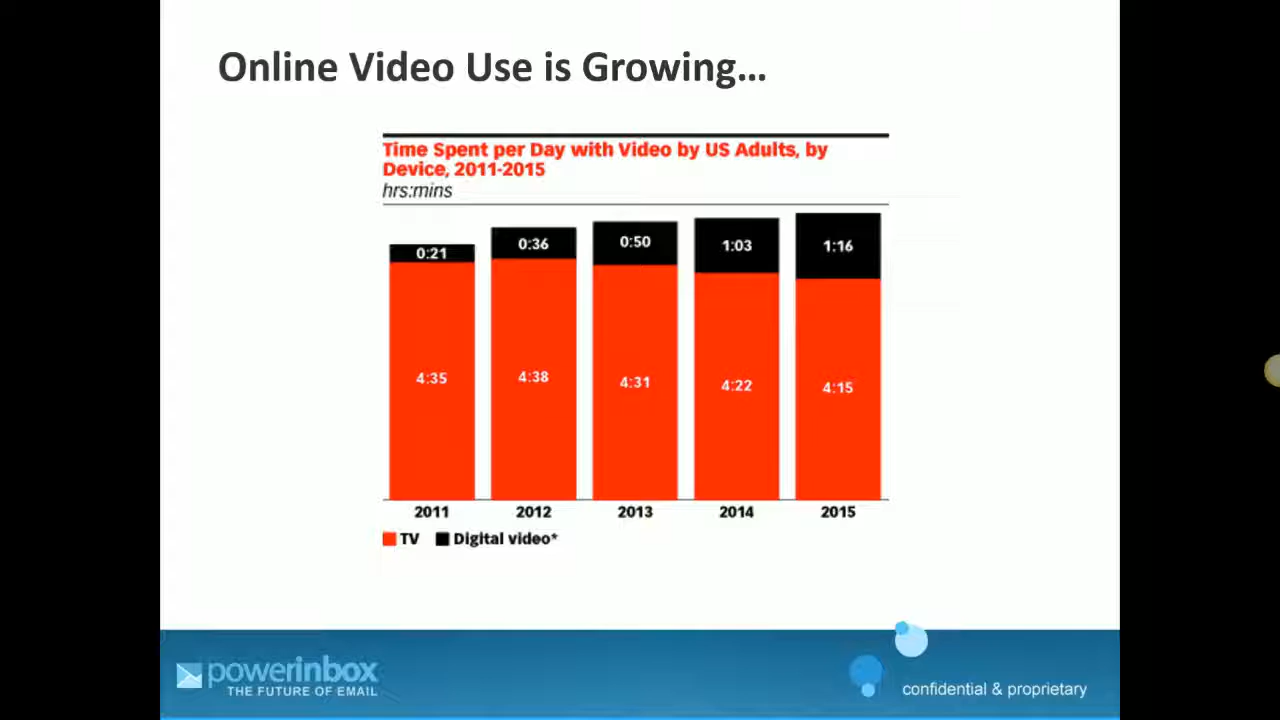 Online Video Use is Growing...
Time Spent per Day with Video by US Adults, by
Device, 2011-2015
hrs:mins
0:21 0:36 0:50 1:03 1:16
4:35 4:38 4:31 4:22 4:15
2011 2012 2013 2014 2015
TV Digital video*
powerinbox
THE FUTURE OF EMAIL
confidential & proprietary